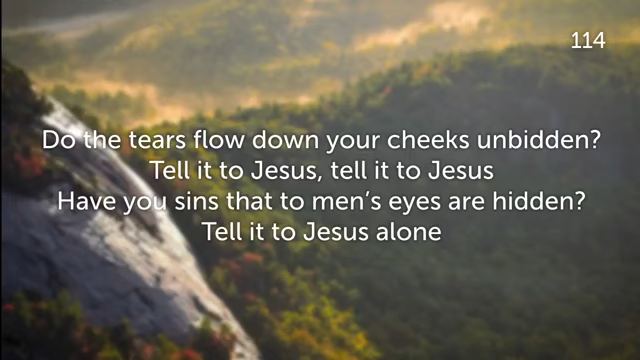 114
Do the tears flow down your cheeks unbidden?
Tell it to Jesus, tell it to Jesus
Have you sins that to men’s eyes are hidden?
Tell it to Jesus alone